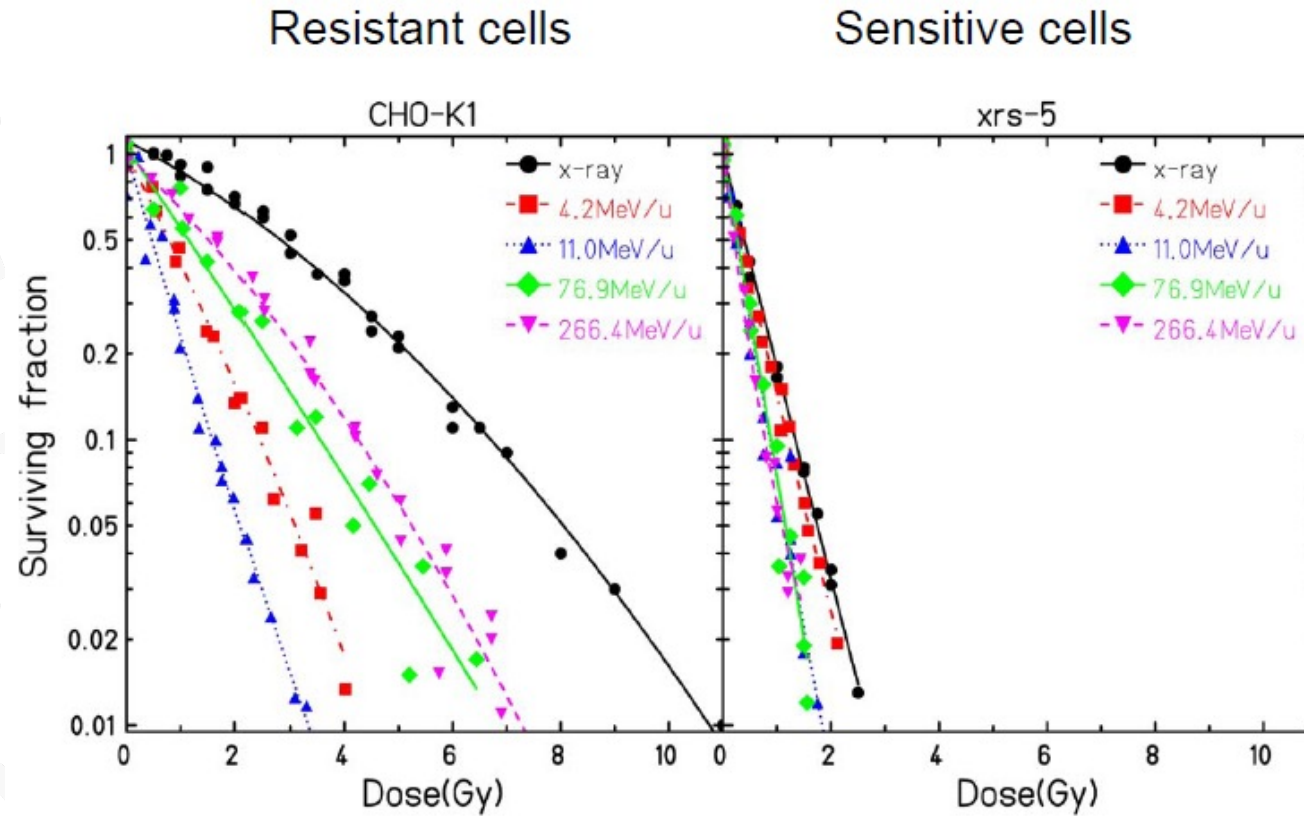 Resistant cells
Sensitive cells
CHO-K1
xrs-5
Surviving fraction
1
0.5
0.2
0.1
0.05
0.02
0.01
x-ray
4.2MeV/u
11.0MeV/u
76.9MeV/u
266.4MeV/u
0 2 4 6 8 10
Dose(Gy)
x-ray
4.2MeV/u
11.0MeV/u
76.9MeV/u
266.4MeV/u
0 2 4 6 8 10
Dose(Gy)